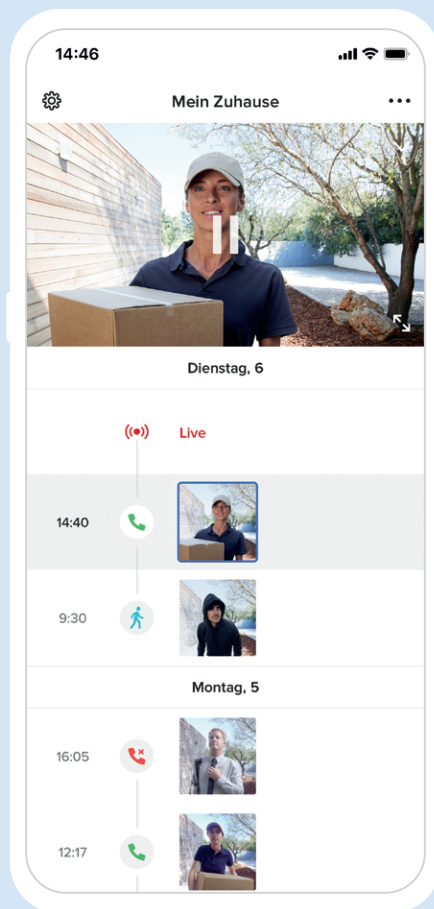 14:46
Mein Zuhause
Dienstag, 6
Live
14:40
9:30
Montag, 5
16:05
12:17